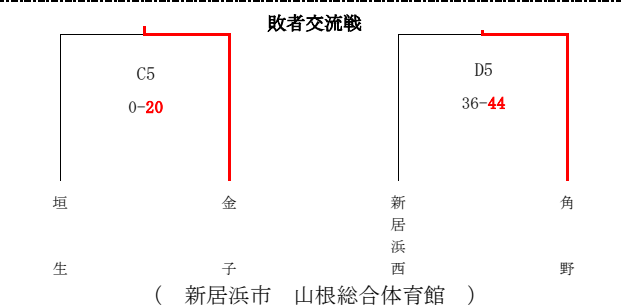 敗者交流戦
C5
0-20
D5
36-44
垣生
金子
新居浜西
角野
（　新居浜市　山根総合体育館　）